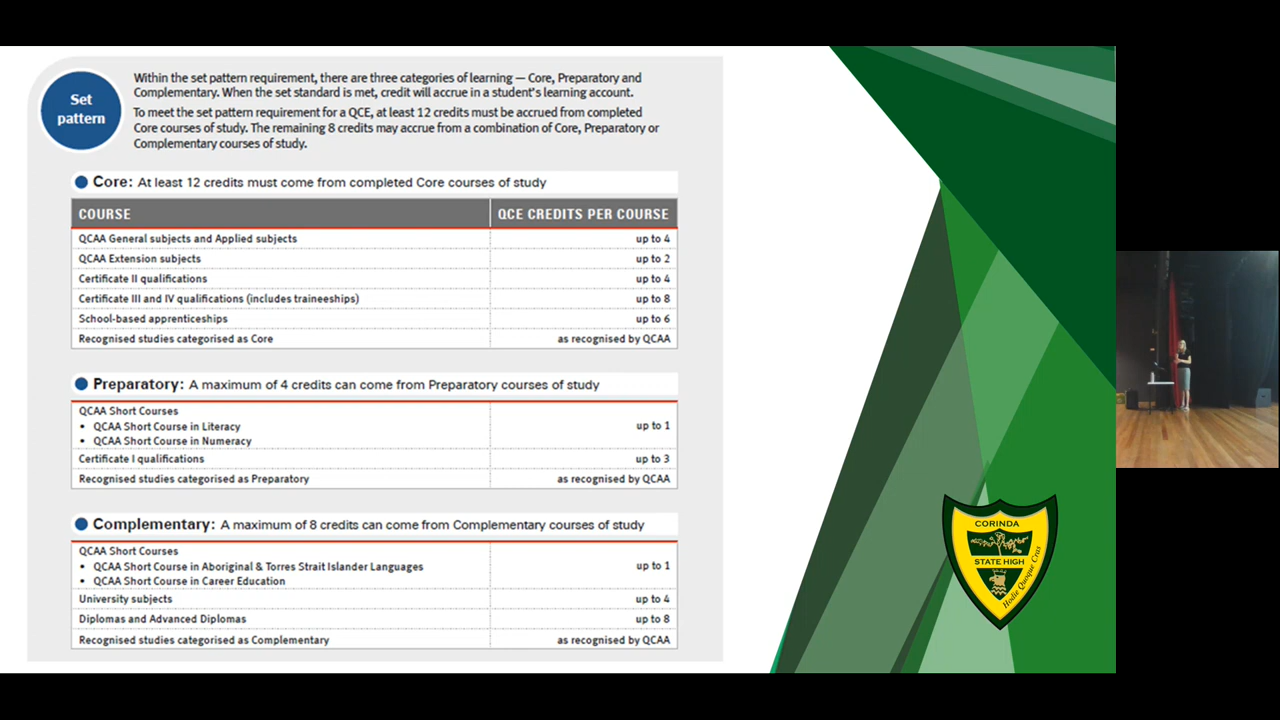 Set
pattern
Within the set pattern requirement, there are three categories of learning — Core, Preparatory and
Complementary. When the set standard is met, credit will accrue in a student's learning account.
To meet the set pattern requirement for a QCE, at least 12 credits must be accrued from completed
Core courses of study. The remaining 8 credits may accrue from a combination of Core, Preparatory or
Complementary courses of study.
Core: At least 12 credits must come from completed Core courses of study
COURSE QCE CREDITS PER COURSE
QCAA General subjects and Applied subjects up to 4
QCAA Extension subjects up to 2
Certificate II qualifications up to 4
Certificate III and IV qualifications (includes traineeships) up to 8
School-based apprenticeships up to 6
Recognised studies categorised as Core as recognised by QCAA
Preparatory: A maximum of 4 credits can come from Preparatory courses of study
QCAA Short Courses
• QCAA Short Course in Literacy up to 1
• QCAA Short Course in Numeracy
Certificate I qualifications up to 3
Recognised studies categorised as Preparatory as recognised by QCAA
Complementary: A maximum of 8 credits can come from Complementary courses of study
QCAA Short Courses
• QCAA Short Course in Aboriginal & Torres Strait Islander Languages up to 1
• QCAA Short Course in Career Education
University subjects up to 4
Diplomas and Advanced Diplomas up to 8
Recognised studies categorised as Complementary as recognised by QCAA
CORINDA
STATE HIGH
Hodie Quoque Cras